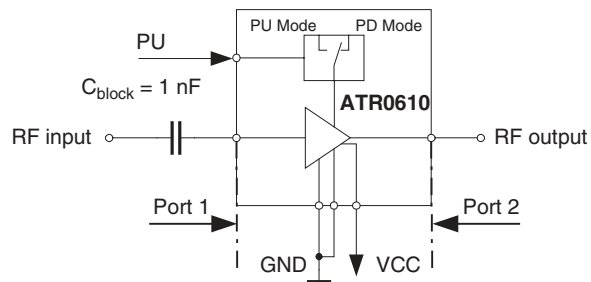 PU Mode PD Mode
PU
C_block = 1 nF
ATR0610
RF input
RF output
Port 1
Port 2
GND
VCC